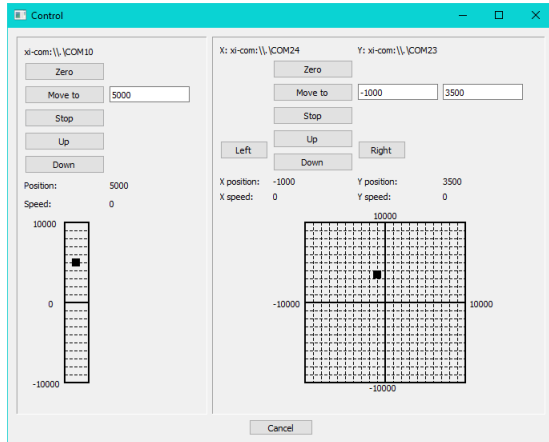 Control
xi-com:\\.\COM10
Zero
Move to 5000
Stop
Up
Down
Position: 5000
Speed: 0
10000
0
-10000
X: xi-com:\\.\COM24 Y: xi-com:\\.\COM23
Zero
Move to -1000 3500
Stop
Up
Left Right
Down
X position: -1000 Y position: 3500
X speed: 0 Y speed: 0
10000
-10000 10000
-10000
Cancel